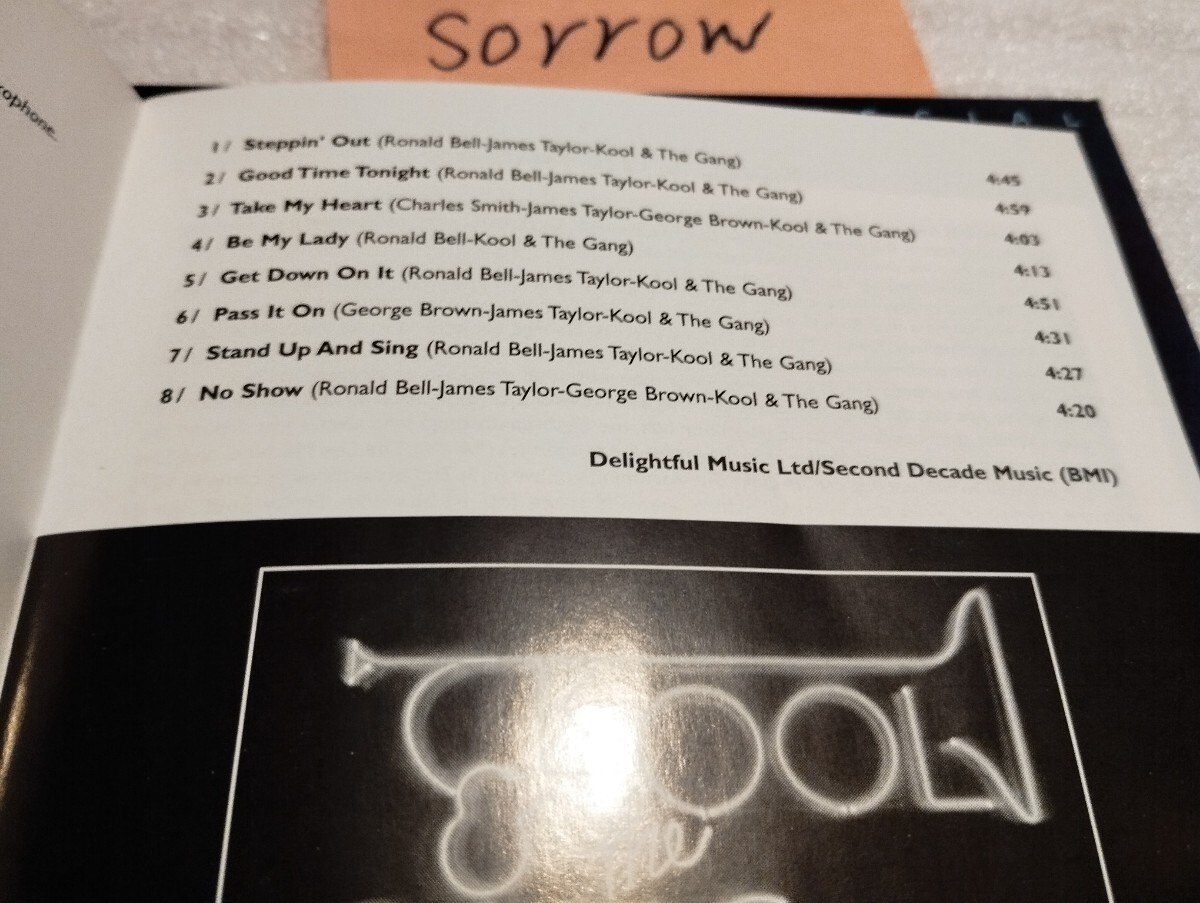 sorrow
1/ Steppin' Out (Ronald Bell-James Taylor-Kool & The Gang) 4:45
2/ Good Time Tonight (Ronald Bell-James Taylor-Kool & The Gang) 4:59
3/ Take My Heart (Charles Smith-James Taylor-George Brown-Kool & The Gang) 4:03
4/ Be My Lady (Ronald Bell-Kool & The Gang) 4:13
5/ Get Down On It (Ronald Bell-James Taylor-Kool & The Gang) 4:51
6/ Pass It On (George Brown-James Taylor-Kool & The Gang) 4:31
7/ Stand Up And Sing (Ronald Bell-James Taylor-Kool & The Gang) 4:27
8/ No Show (Ronald Bell-James Taylor-George Brown-Kool & The Gang) 4:20
Delightful Music Ltd/Second Decade Music (BMI)